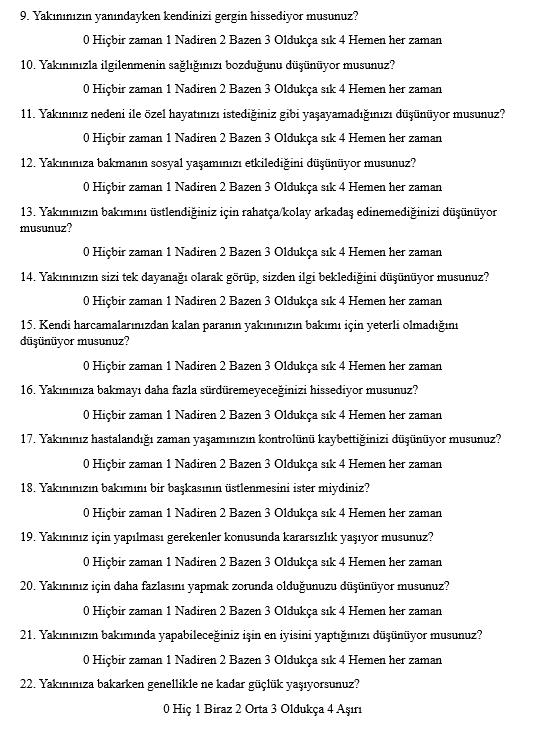 9. Yakınınızın yanındayken kendinizi gergin hissediyor musunuz?
0 Hiçbir zaman 1 Nadiren 2 Bazen 3 Oldukça sık 4 Hemen her zaman
10. Yakınınızla ilgilenmenin sağlığınızı bozduğunu düşünüyor musunuz?
0 Hiçbir zaman 1 Nadiren 2 Bazen 3 Oldukça sık 4 Hemen her zaman
11. Yakınınız nedeni ile özel hayatınızı istediğiniz gibi yaşayamadığınızı düşünüyor musunuz?
0 Hiçbir zaman 1 Nadiren 2 Bazen 3 Oldukça sık 4 Hemen her zaman
12. Yakınınıza bakmanın sosyal yaşamınızı etkilediğini düşünüyor musunuz?
0 Hiçbir zaman 1 Nadiren 2 Bazen 3 Oldukça sık 4 Hemen her zaman
13. Yakınınızın bakımını üstlendiğiniz için rahatça/kolay arkadaş edinemediğinizi düşünüyor
musunuz?
0 Hiçbir zaman 1 Nadiren 2 Bazen 3 Oldukça sık 4 Hemen her zaman
14. Yakınınızın sizi tek dayanağı olarak görüp, sizden ilgi beklediğini düşünüyor musunuz?
0 Hiçbir zaman 1 Nadiren 2 Bazen 3 Oldukça sık 4 Hemen her zaman
15. Kendi harcamalarınızdan kalan paranın yakınınızın bakımı için yeterli olmadığını
düşünüyor musunuz?
0 Hiçbir zaman 1 Nadiren 2 Bazen 3 Oldukça sık 4 Hemen her zaman
16. Yakınınıza bakmayı daha fazla sürdüremeyeceğinizi hissediyor musunuz?
0 Hiçbir zaman 1 Nadiren 2 Bazen 3 Oldukça sık 4 Hemen her zaman
17. Yakınınız hastalandığı zaman yaşamınızın kontrolünü kaybettiğinizi düşünüyor musunuz?
0 Hiçbir zaman 1 Nadiren 2 Bazen 3 Oldukça sık 4 Hemen her zaman
18. Yakınınızın bakımını bir başkasının üstlenmesini ister miydiniz?
0 Hiçbir zaman 1 Nadiren 2 Bazen 3 Oldukça sık 4 Hemen her zaman
19. Yakınınız için yapılması gerekenler konusunda kararsızlık yaşıyor musunuz?
0 Hiçbir zaman 1 Nadiren 2 Bazen 3 Oldukça sık 4 Hemen her zaman
20. Yakınınız için daha fazlasını yapmak zorunda olduğunuzu düşünüyor musunuz?
0 Hiçbir zaman 1 Nadiren 2 Bazen 3 Oldukça sık 4 Hemen her zaman
21. Yakınınızın bakımında yapabileceğiniz işin en iyisini yaptığınızı düşünüyor musunuz?
0 Hiçbir zaman 1 Nadiren 2 Bazen 3 Oldukça sık 4 Hemen her zaman
22. Yakınınıza bakarken genellikle ne kadar güçlük yaşıyorsunuz?
0 Hiç 1 Biraz 2 Orta 3 Oldukça 4 Aşırı